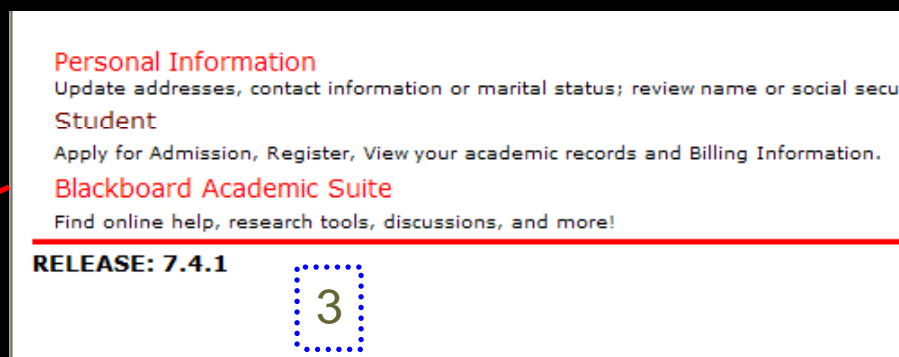 Personal Information
Update addresses, contact information or marital status; review name or social secu
Student
Apply for Admission, Register, View your academic records and Billing Information.
Blackboard Academic Suite
Find online help, research tools, discussions, and more!
RELEASE: 7.4.1
3